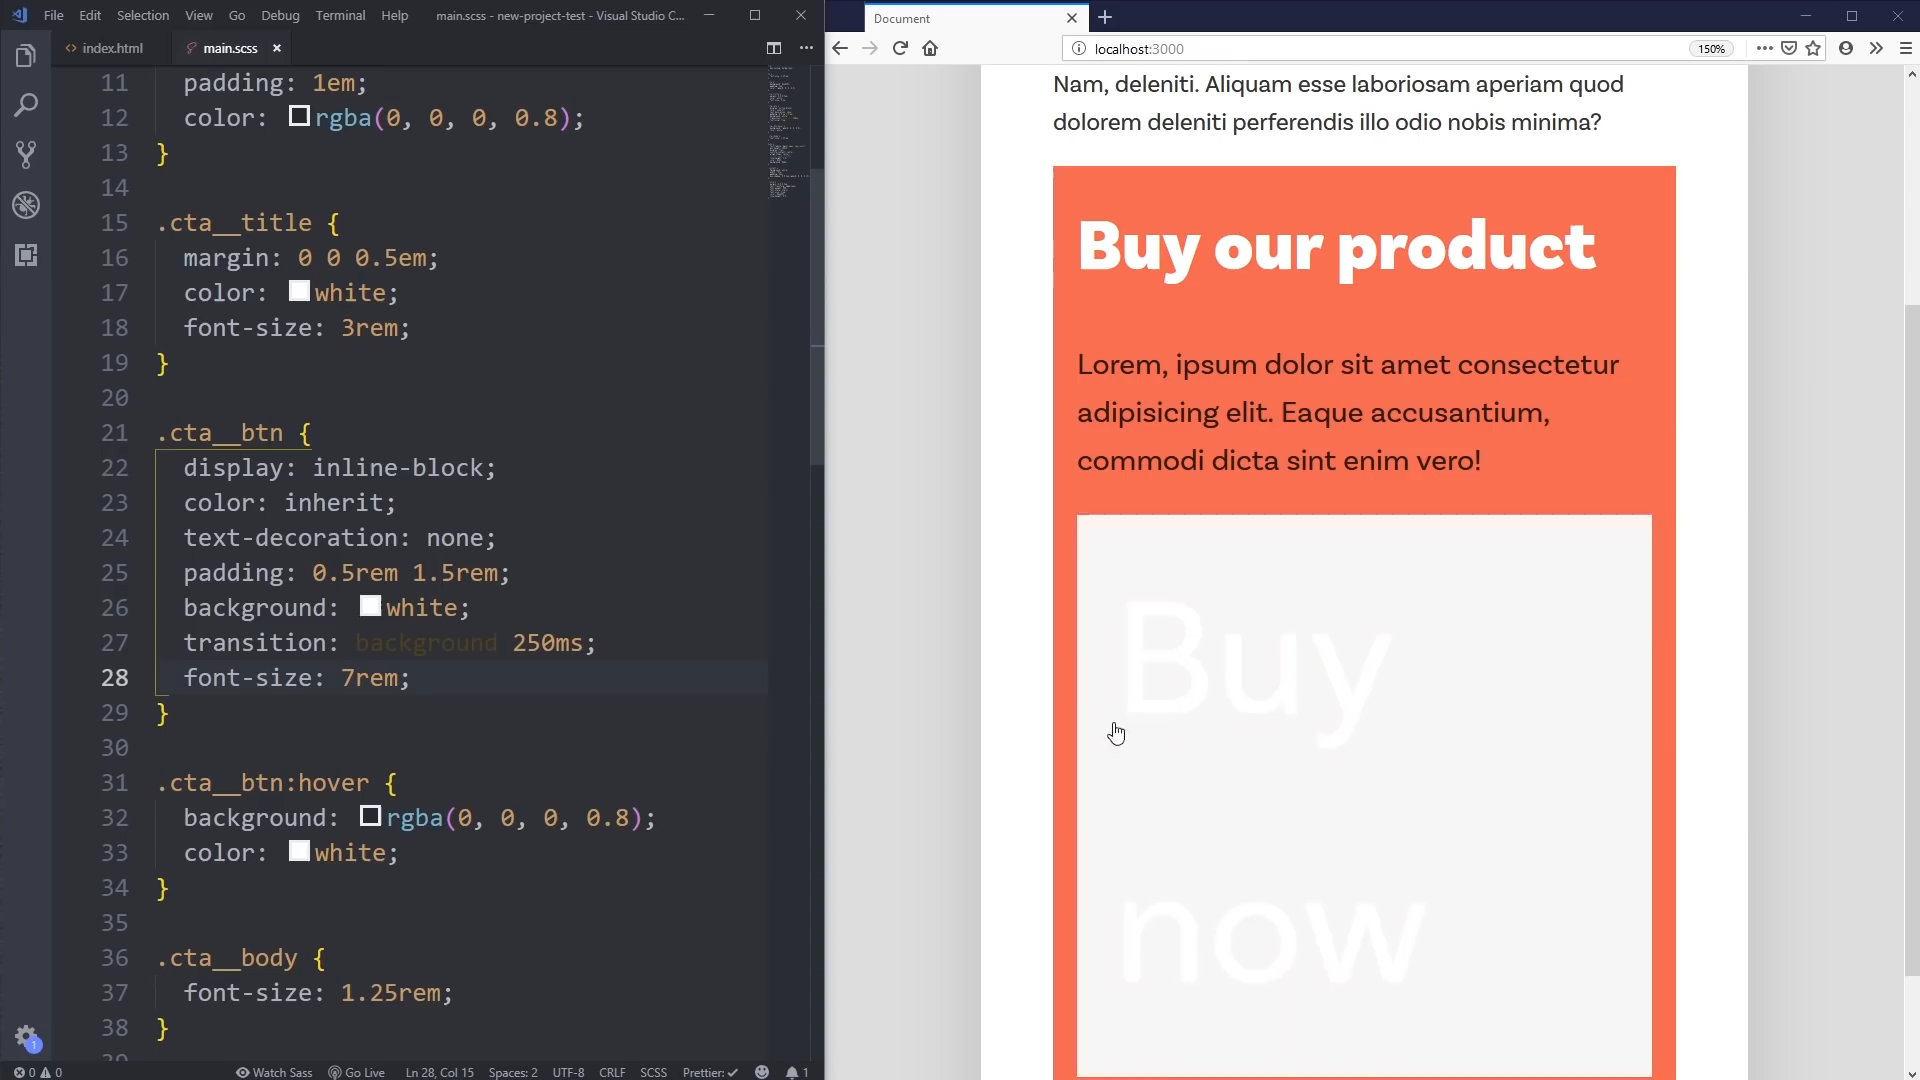 File Edit Selection View Go Debug Terminal Help main.scss - new-project-test - Visual Studio C...
index.html main.scss
11 padding: 1em;
12 color: rgba(0, 0, 0, 0.8);
13 }
14
15 .cta__title {
16 margin: 0 0 0.5em;
17 color: white;
18 font-size: 3rem;
19 }
20
21 .cta__btn {
22 display: inline-block;
23 color: inherit;
24 text-decoration: none;
25 padding: 0.5rem 1.5rem;
26 background: white;
27 transition: background 250ms;
28 font-size: 7rem;
29 }
30
31 .cta__btn:hover {
32 background: rgba(0, 0, 0, 0.8);
33 color: white;
34 }
35
36 .cta__body {
37 font-size: 1.25rem;
38 }
1
0 0 Watch Sass Go Live Ln 28, Col 15 Spaces: 2 UTF-8 CRLF SCSS Prettier: ✓ 1
Document
localhost:3000 150%
Nam, deleniti. Aliquam esse laboriosam aperiam quod
dolorem deleniti perferendis illo odio nobis minima?
Buy our product
Lorem, ipsum dolor sit amet consectetur
adipisicing elit. Eaque accusantium,
commodi dicta sint enim vero!
Buy
now